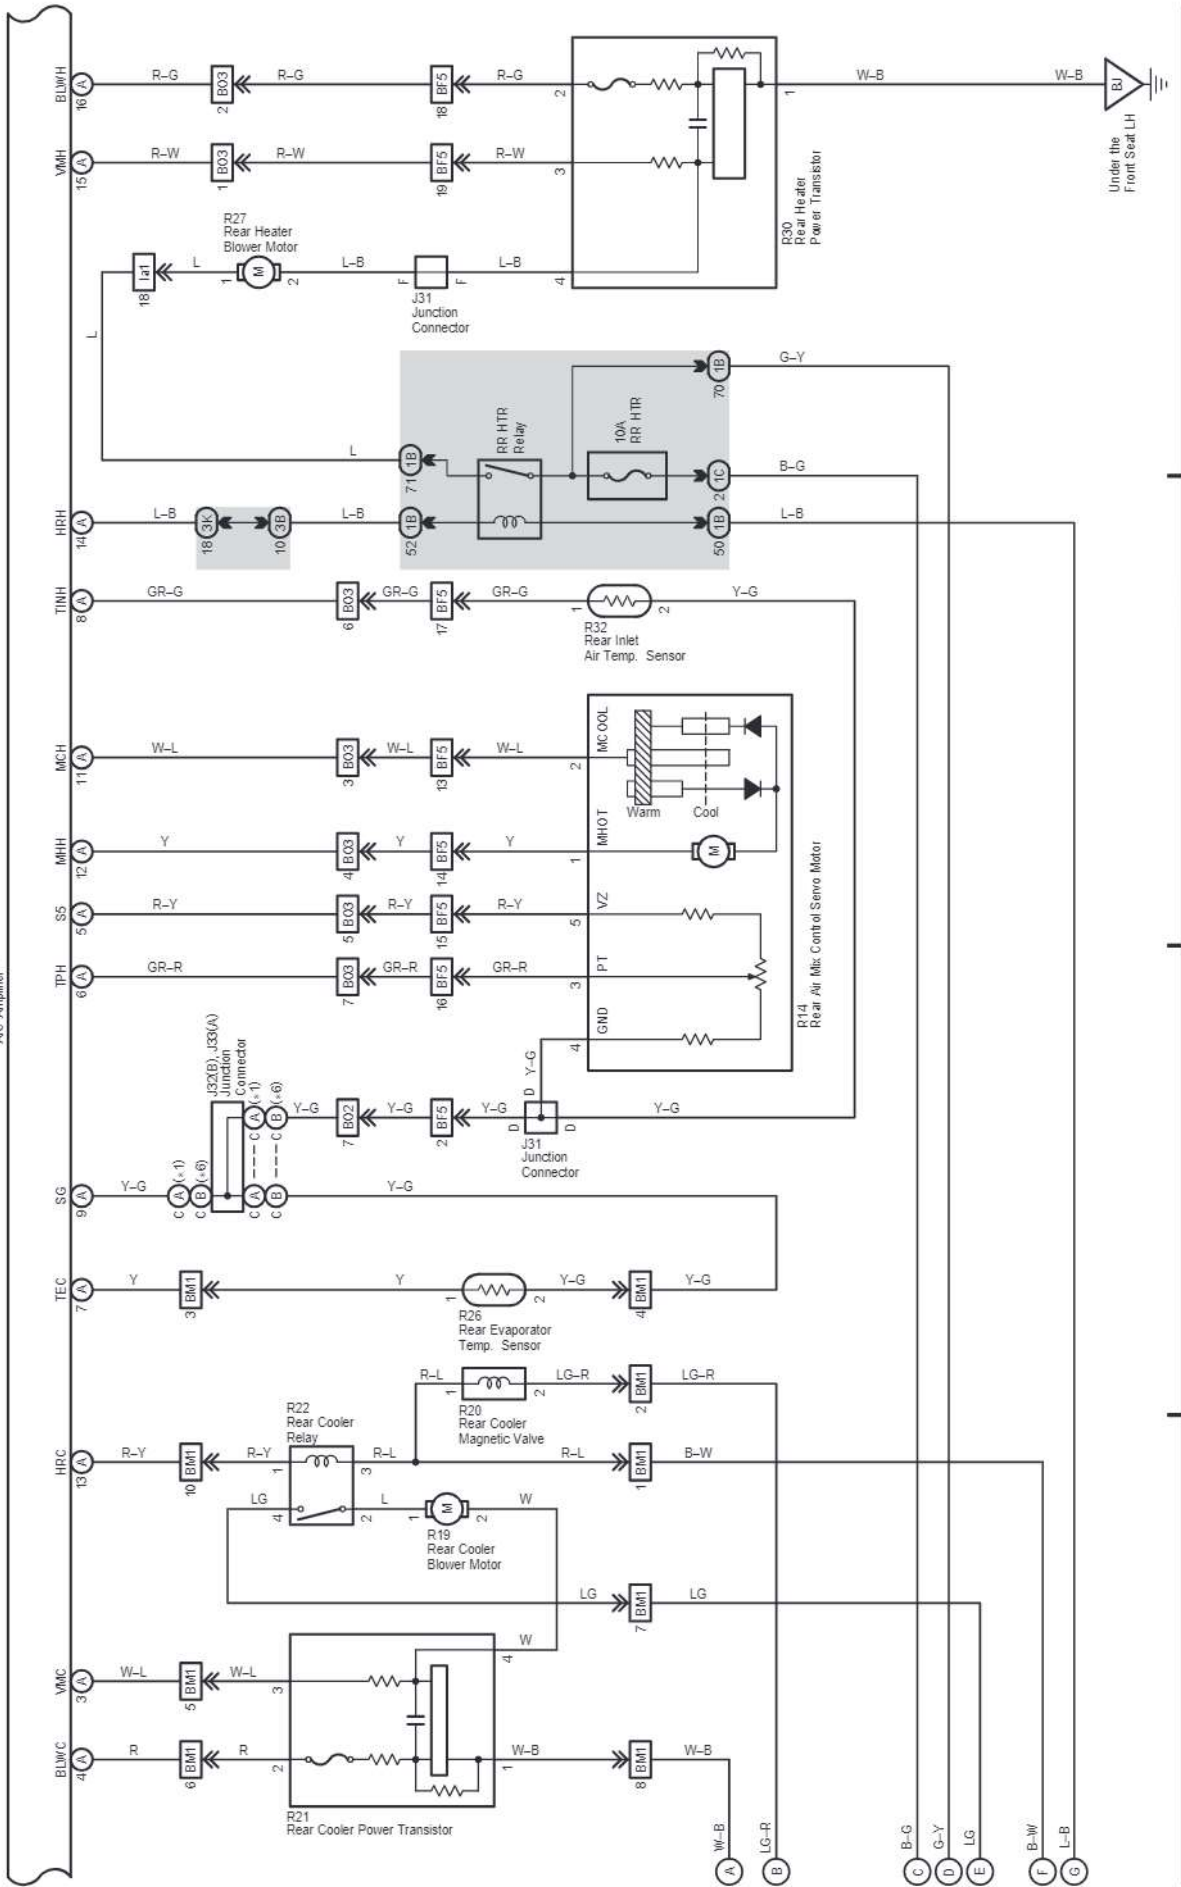 A/C Amplifier
BLWC
4 A
R
6 BM1
R
2
VMC
3 A
W–L
5 BM1
W–L
3
R21
Rear Cooler Power Transistor
1
W–B
8 BM1
W–B
W–B
A
4
W
HRC
13 A
R–Y
10 BM1
R–Y
1
R22
Rear Cooler
Relay
3
R–L
R–L
1 BM1
B–W
LG
4
2
L
1
M
2
W
R19
Rear Cooler
Blower Motor
LG
7 BM1
LG
R–L
1
2
LG–R
2 BM1
LG–R
R20
Rear Cooler
Magnetic Valve
LG–R
B
TEC
7 A
Y
3 BM1
Y
1
2
Y–G
4 BM1
Y–G
R26
Rear Evaporator
Temp. Sensor
SG
9 A
Y–G
C A (*1)
C B (*6)
J32(B), J33(A)
Junction
Connector
C A
C B
C A (*1)
C B (*6)
Y–G
Y–G
7 BO2
Y–G
2 BF5
Y–G
D
D
D
Y–G
Y–G
J31
Junction
Connector
TPH
6 A
GR–R
7 BO3
GR–R
16 BF5
GR–R
3
PT
4
GND
S5
5 A
R–Y
5 BO3
R–Y
15 BF5
R–Y
5
VZ
MHH
12 A
Y
4 BO3
Y
14 BF5
Y
1
MHOT
M
MCH
11 A
W–L
3 BO3
W–L
13 BF5
W–L
2
MCOOL
Warm
Cool
R14
Rear Air Mix Control Servo Motor
TINH
8 A
GR–G
6 BO3
GR–G
17 BF5
GR–G
1
2
Y–G
R32
Rear Inlet
Air Temp. Sensor
HRH
14 A
L–B
18 3K
10 3B
L–B
52 1B
50 1B
L–B
L
71 1B
RR HTR
Relay
10A
RR HTR
2 1C
B–G
70 1B
G–Y
L
18 Ia1
L
1
M
2
R27
Rear Heater
Blower Motor
L–B
F
F
J31
Junction
Connector
L–B
4
VMH
15 A
R–W
1 BO3
R–W
19 BF5
R–W
3
BLWH
16 A
R–G
2 BO3
R–G
18 BF5
R–G
2
R30
Rear Heater
Power Transistor
1
W–B
W–B
BJ
Under the
Front Seat LH
B–G
C
G–Y
D
LG
E
B–W
F
L–B
G